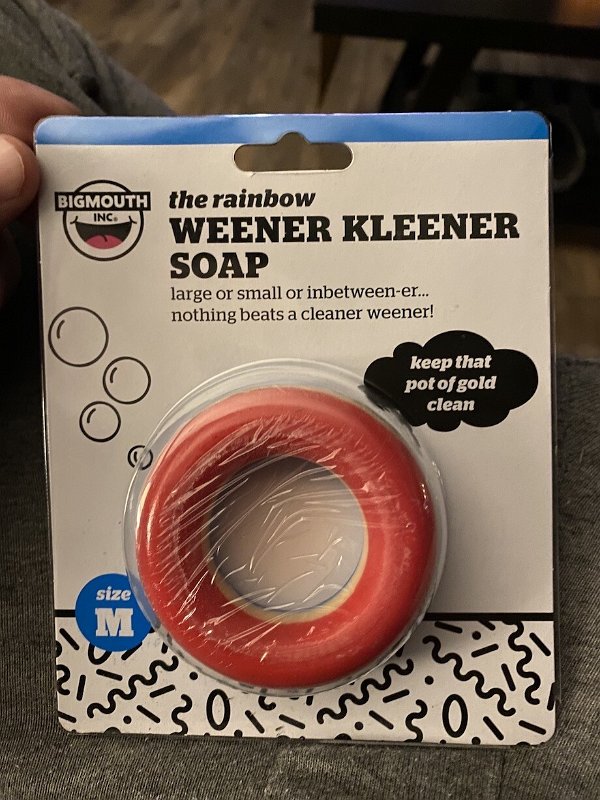 BIGMOUTH
INC®
the rainbow
WEENER KLEENER
SOAP
large or small or inbetween-er...
nothing beats a cleaner weener!
keep that
pot of gold
clean
size
M